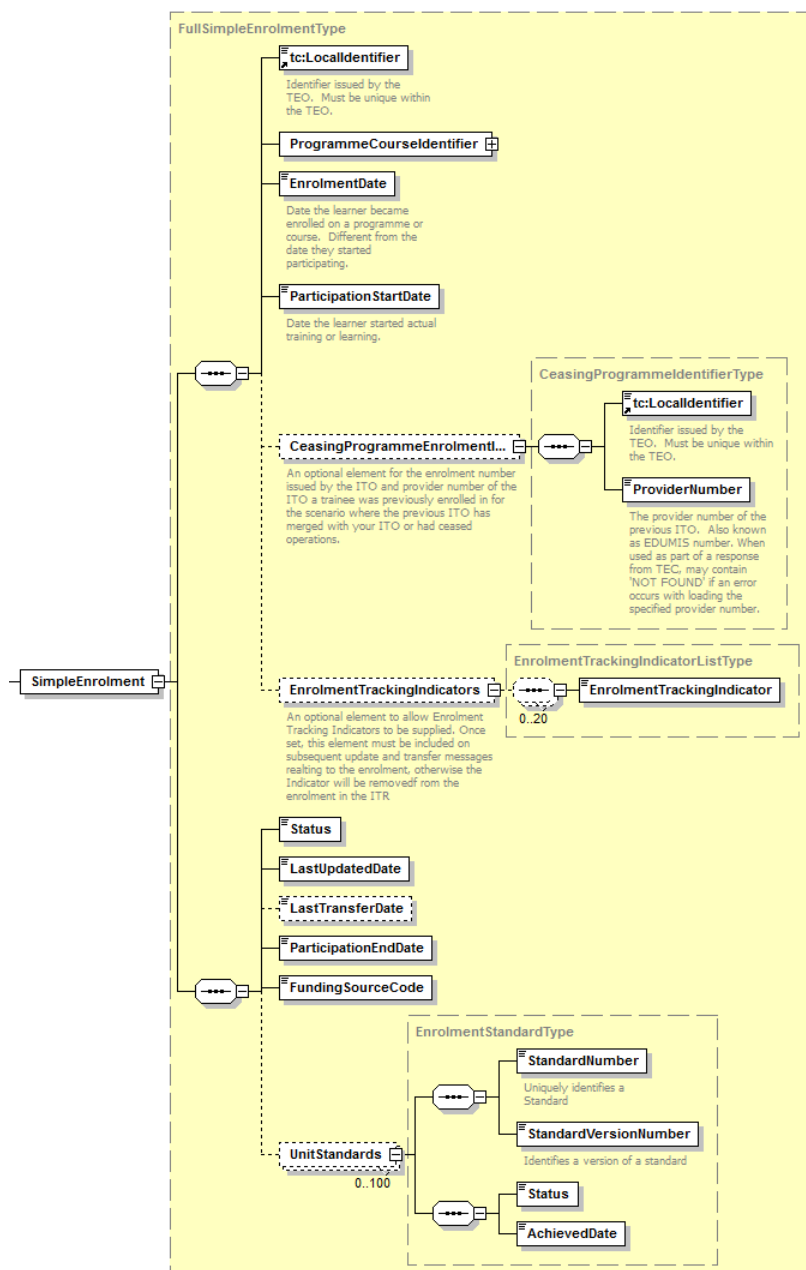 FullSimpleEnrolmentType
tc:LocalIdentifier
Identifier issued by the
TEO.  Must be unique within
the TEO.
ProgrammeCourseIdentifier
EnrolmentDate
Date the learner became
enrolled on a programme or
course.  Different from the
date they started
participating.
ParticipationStartDate
Date the learner started actual
training or learning.
CeasingProgrammeEnrolmentI...
An optional element for the enrolment number
issued by the ITO and provider number of the
ITO a trainee was previously enrolled in for
the scenario where the previous ITO has
merged with your ITO or had ceased
operations.
CeasingProgrammeIdentifierType
tc:LocalIdentifier
Identifier issued by the
TEO.  Must be unique within
the TEO.
ProviderNumber
The provider number of the
previous ITO.  Also known
as EDUMIS number. When
used as part of a response
from TEC, may contain
'NOT FOUND' if an error
occurs with loading the
specified provider number.
SimpleEnrolment
EnrolmentTrackingIndicators
An optional element to allow Enrolment
Tracking Indicators to be supplied. Once
set, this element must be included on
subsequent update and transfer messages
realting to the enrolment, otherwise the
Indicator will be removedf rom the
enrolment in the ITR
EnrolmentTrackingIndicatorListType
0..20
EnrolmentTrackingIndicator
Status
LastUpdatedDate
LastTransferDate
ParticipationEndDate
FundingSourceCode
UnitStandards
0..100
EnrolmentStandardType
StandardNumber
Uniquely identifies a
Standard
StandardVersionNumber
Identifies a version of a standard
Status
AchievedDate